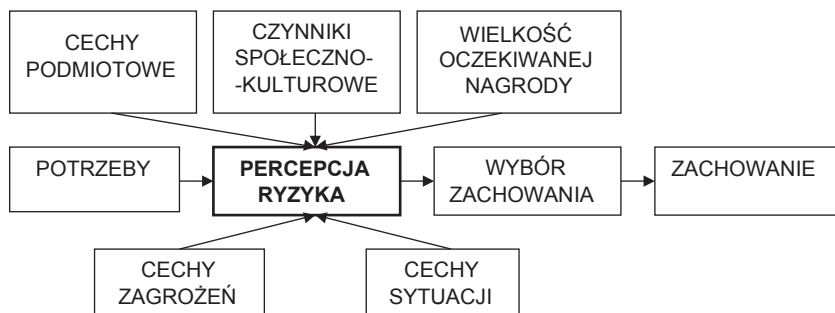 CECHY
PODMIOTOWE
CZYNNIKI
SPOŁECZNO-
-KULTUROWE
WIELKOŚĆ
OCZEKIWANEJ
NAGRODY
POTRZEBY
PERCEPCJA
RYZYKA
WYBÓR
ZACHOWANIA
ZACHOWANIE
CECHY
ZAGROŻEŃ
CECHY
SYTUACJI